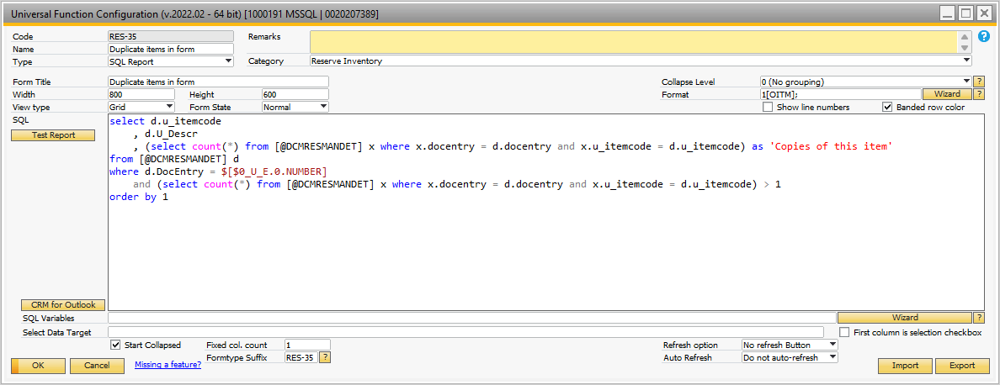 Universal Function Configuration (v.2022.02 - 64 bit) [1000191 MSSQL | 0020207389]
Code RES-35 Remarks ?
Name Duplicate items in form
Type SQL Report Category Reserve Inventory
Form Title Duplicate items in form Collapse Level 0 (No grouping) ?
Width 800 Height 600 Format 1[OITM]; Wizard ?
View type Grid Form State Normal Show line numbers Banded row color
SQL
Test Report
select d.u_itemcode
, d.U_Descr
, (select count(*) from [@DCMRESMANDET] x where x.docentry = d.docentry and x.u_itemcode = d.u_itemcode) as 'Copies of this item'
from [@DCMRESMANDET] d
where d.DocEntry = $[$0_U_E.0.NUMBER]
and (select count(*) from [@DCMRESMANDET] x where x.docentry = d.docentry and x.u_itemcode = d.u_itemcode) > 1
order by 1
CRM for Outlook
SQL Variables Wizard ?
Select Data Target First column is selection checkbox
Start Collapsed Fixed col. count 1 Refresh option No refresh Button
Formtype Suffix RES-35 ? Auto Refresh Do not auto-refresh
OK Cancel Missing a feature? Import Export